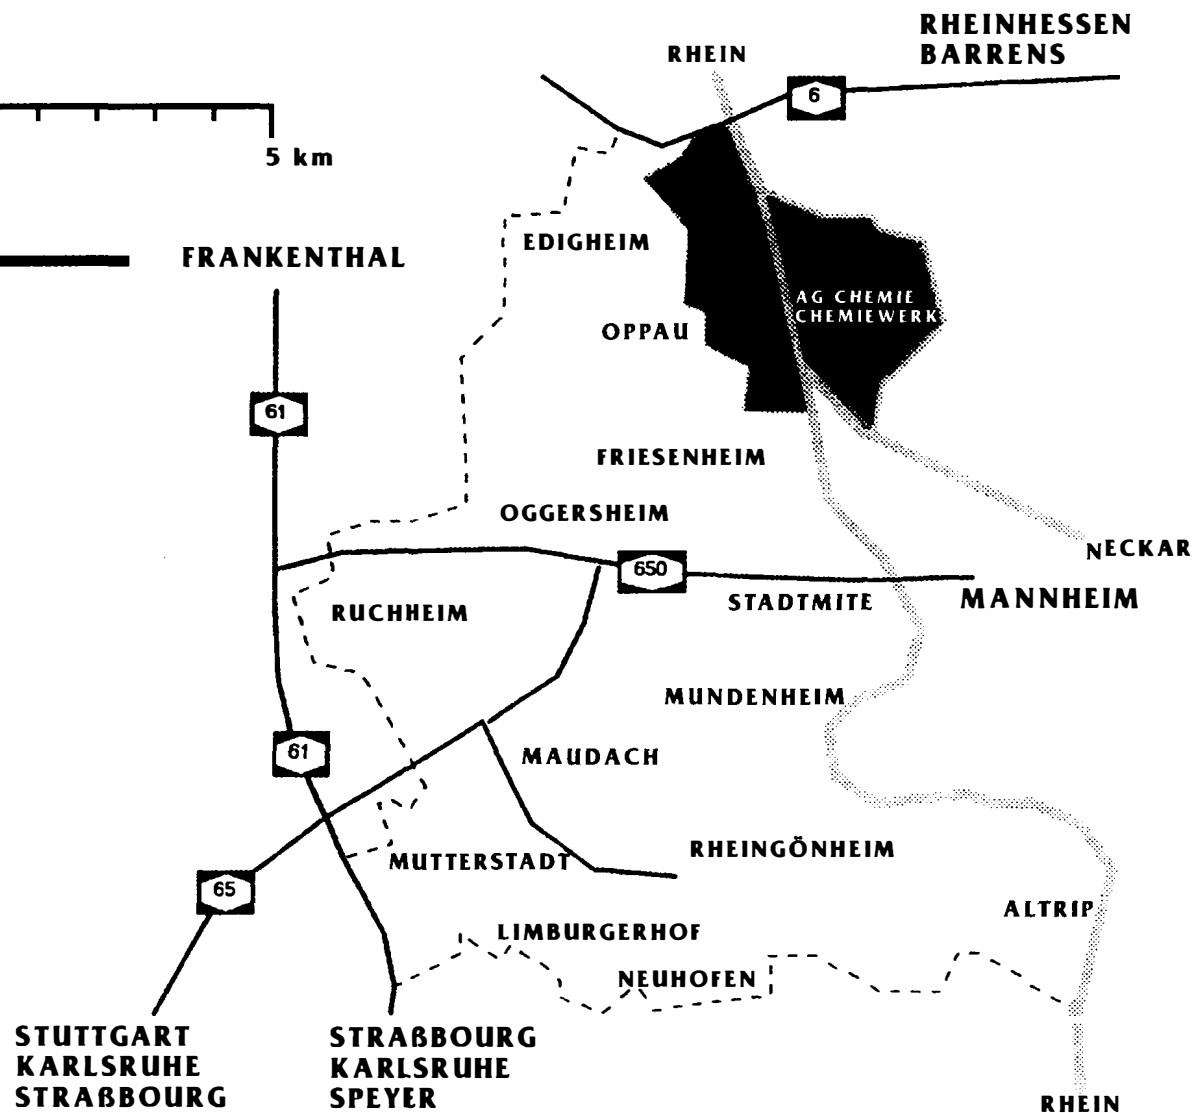 RHEINHESSEN
BARRENS
RHEIN
6
5 km
EDIGHEIM
FRANKENTHAL
AG CHEMIE
CHEMIEWERK
OPPAU
61
FRIESENHEIM
OGGERSHEIM
NECKAR
650
STADTMITE
MANNHEIM
RUCHHEIM
MUNDENHEIM
61
MAUDACH
RHEINGÖNHEIM
MUTTERSTADT
65
ALTRIP
LIMBURGERHOF
NEUHOFEN
STUTTGART
KARLSRUHE
STRAßBOURG
STRAßBOURG
KARLSRUHE
SPEYER
RHEIN